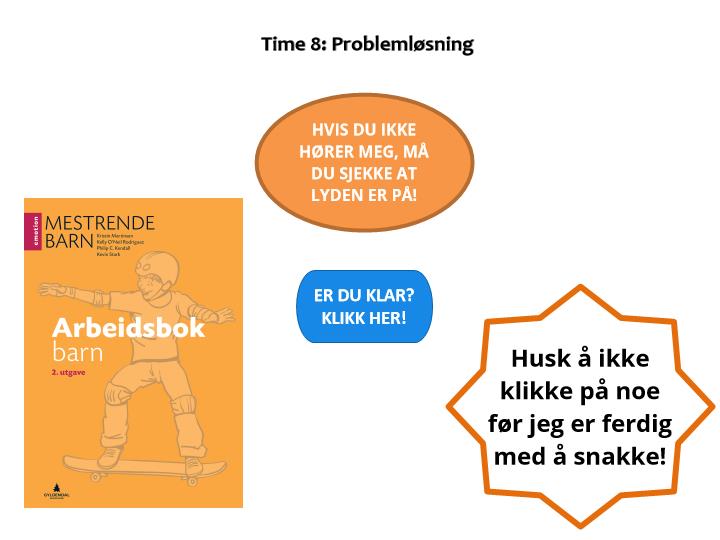 Time 8: Problemløsning
HVIS DU IKKE
HØRER MEG, MÅ
DU SJEKKE AT
LYDEN ER PÅ!
emotion
MESTRENDE
BARN
Kristin Martinsen
Kelly O'Neil Rodriguez
Philip C. Kendall
Kevin Stark
Arbeidsbok
barn
2. utgave
GYLDENDAL
ER DU KLAR?
KLIKK HER!
Husk å ikke
klikke på noe
før jeg er ferdig
med å snakke!